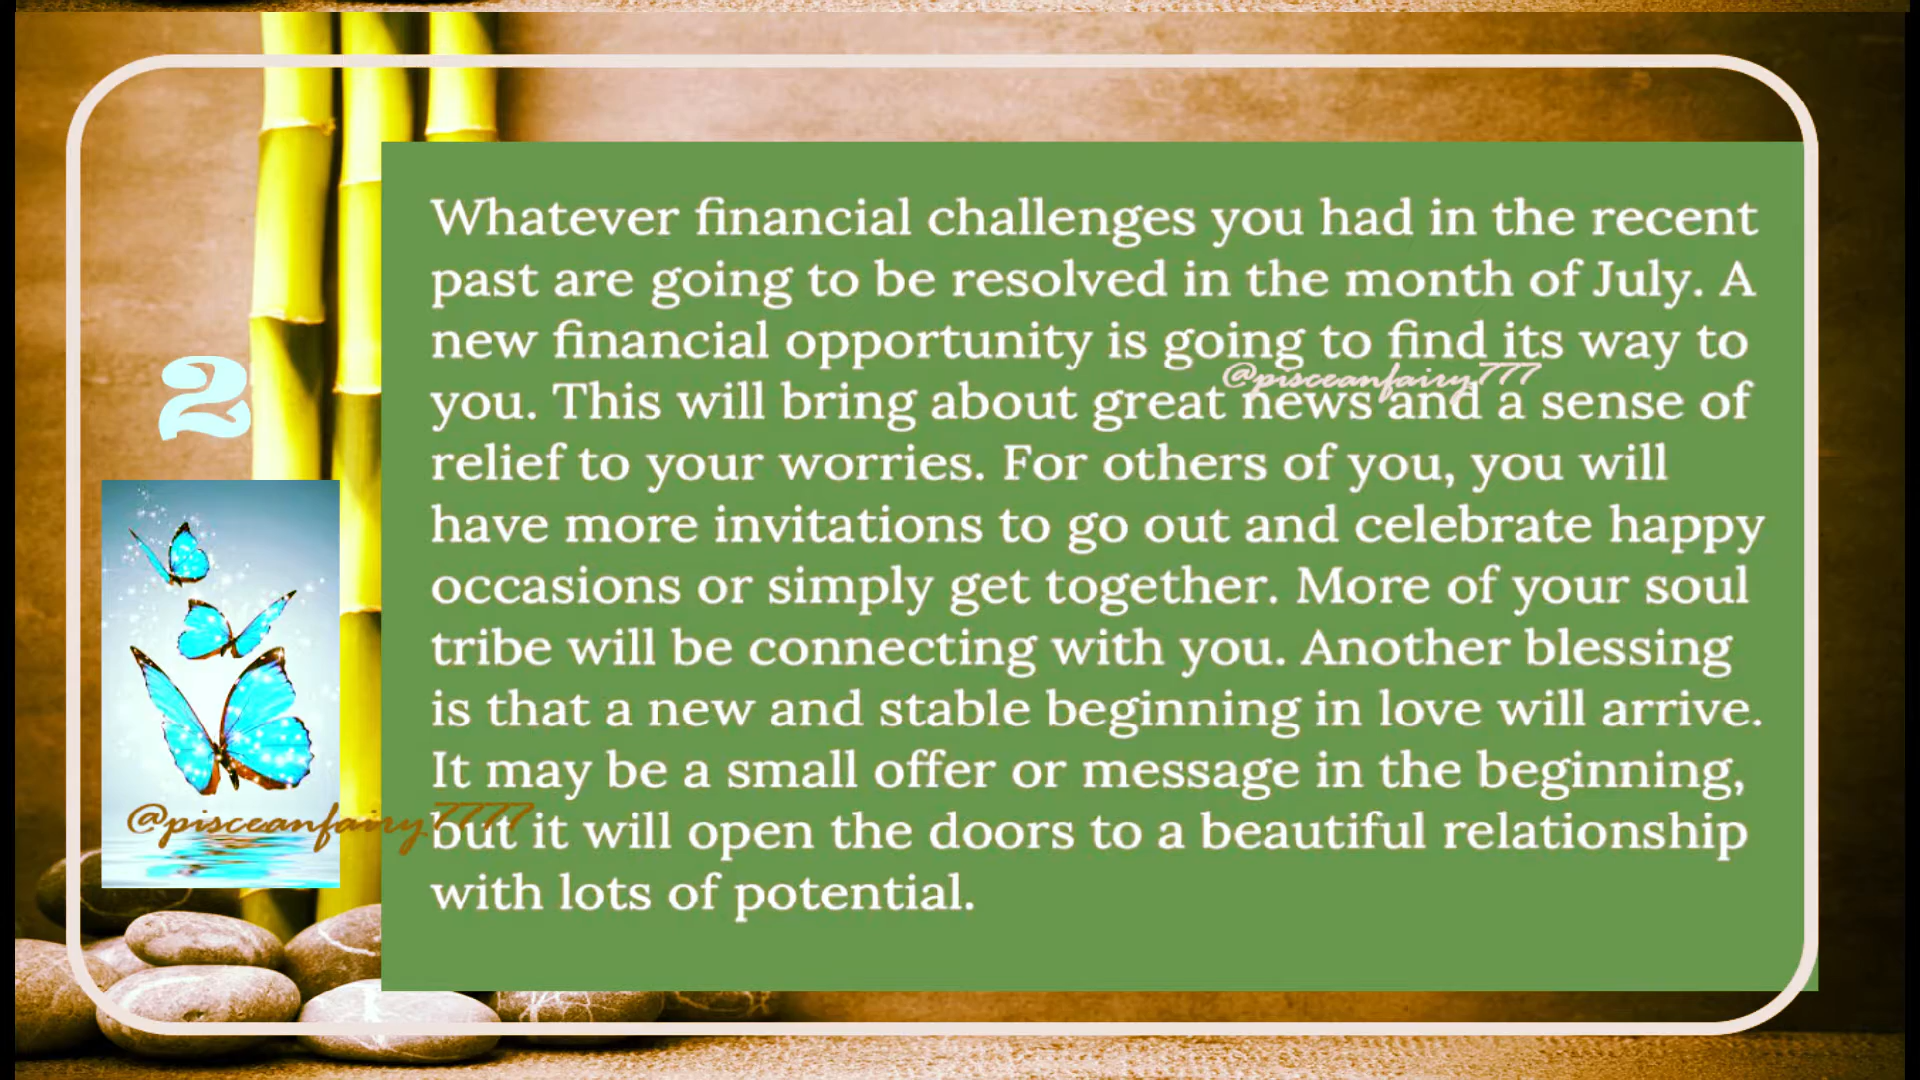 Whatever financial challenges you had in the recent
past are going to be resolved in the month of July. A
new financial opportunity is going to find its way to
@pisceanfairy777
you. This will bring about great news and a sense of
relief to your worries. For others of you, you will
have more invitations to go out and celebrate happy
occasions or simply get together. More of your soul
tribe will be connecting with you. Another blessing
is that a new and stable beginning in love will arrive.
It may be a small offer or message in the beginning,
but it will open the doors to a beautiful relationship
with lots of potential.
2
@pisceanfairy7777